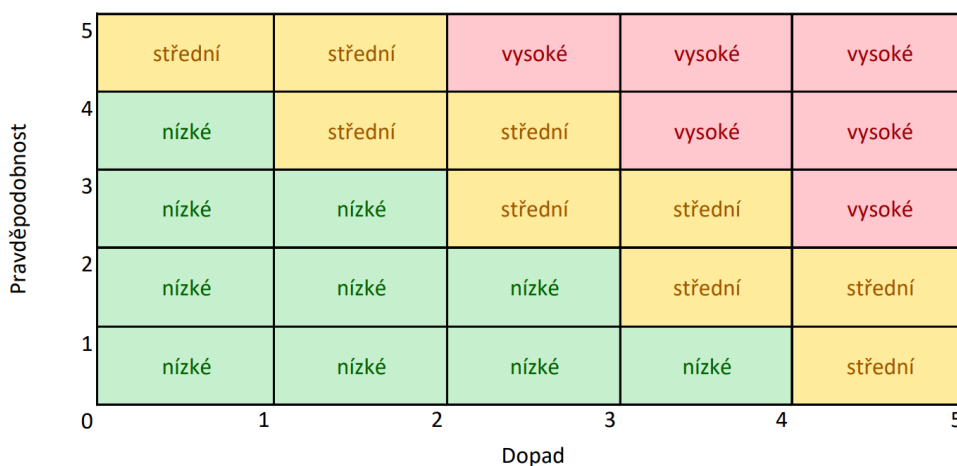 5
střední střední vysoké vysoké vysoké
4
nízké střední střední vysoké vysoké
3
nízké nízké střední střední vysoké
2
nízké nízké nízké střední střední
1
nízké nízké nízké nízké střední
0 1 2 3 4 5
Pravděpodobnost
Dopad